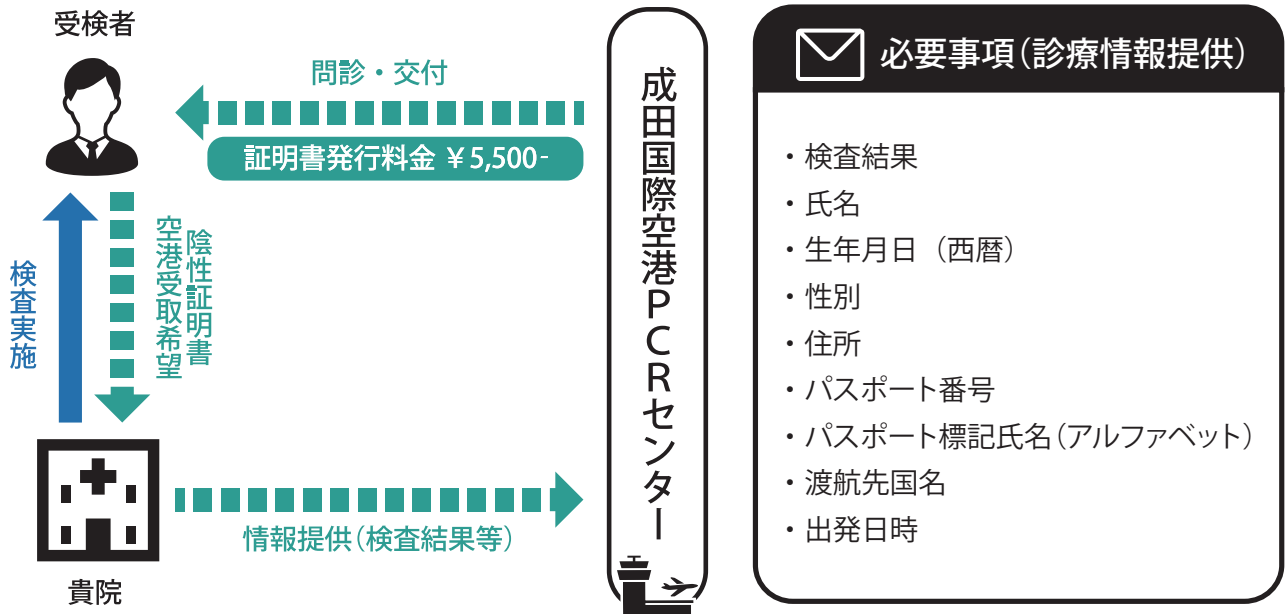 受検者
問診・交付
証明書発行料金 ¥5,500-
検査実施
陰性証明書
空港受取希望
貴院
情報提供(検査結果等)
成田国際空港PCRセンター
必要事項(診療情報提供)
・検査結果
・氏名
・生年月日（西暦）
・性別
・住所
・パスポート番号
・パスポート標記氏名(アルファベット)
・渡航先国名
・出発日時